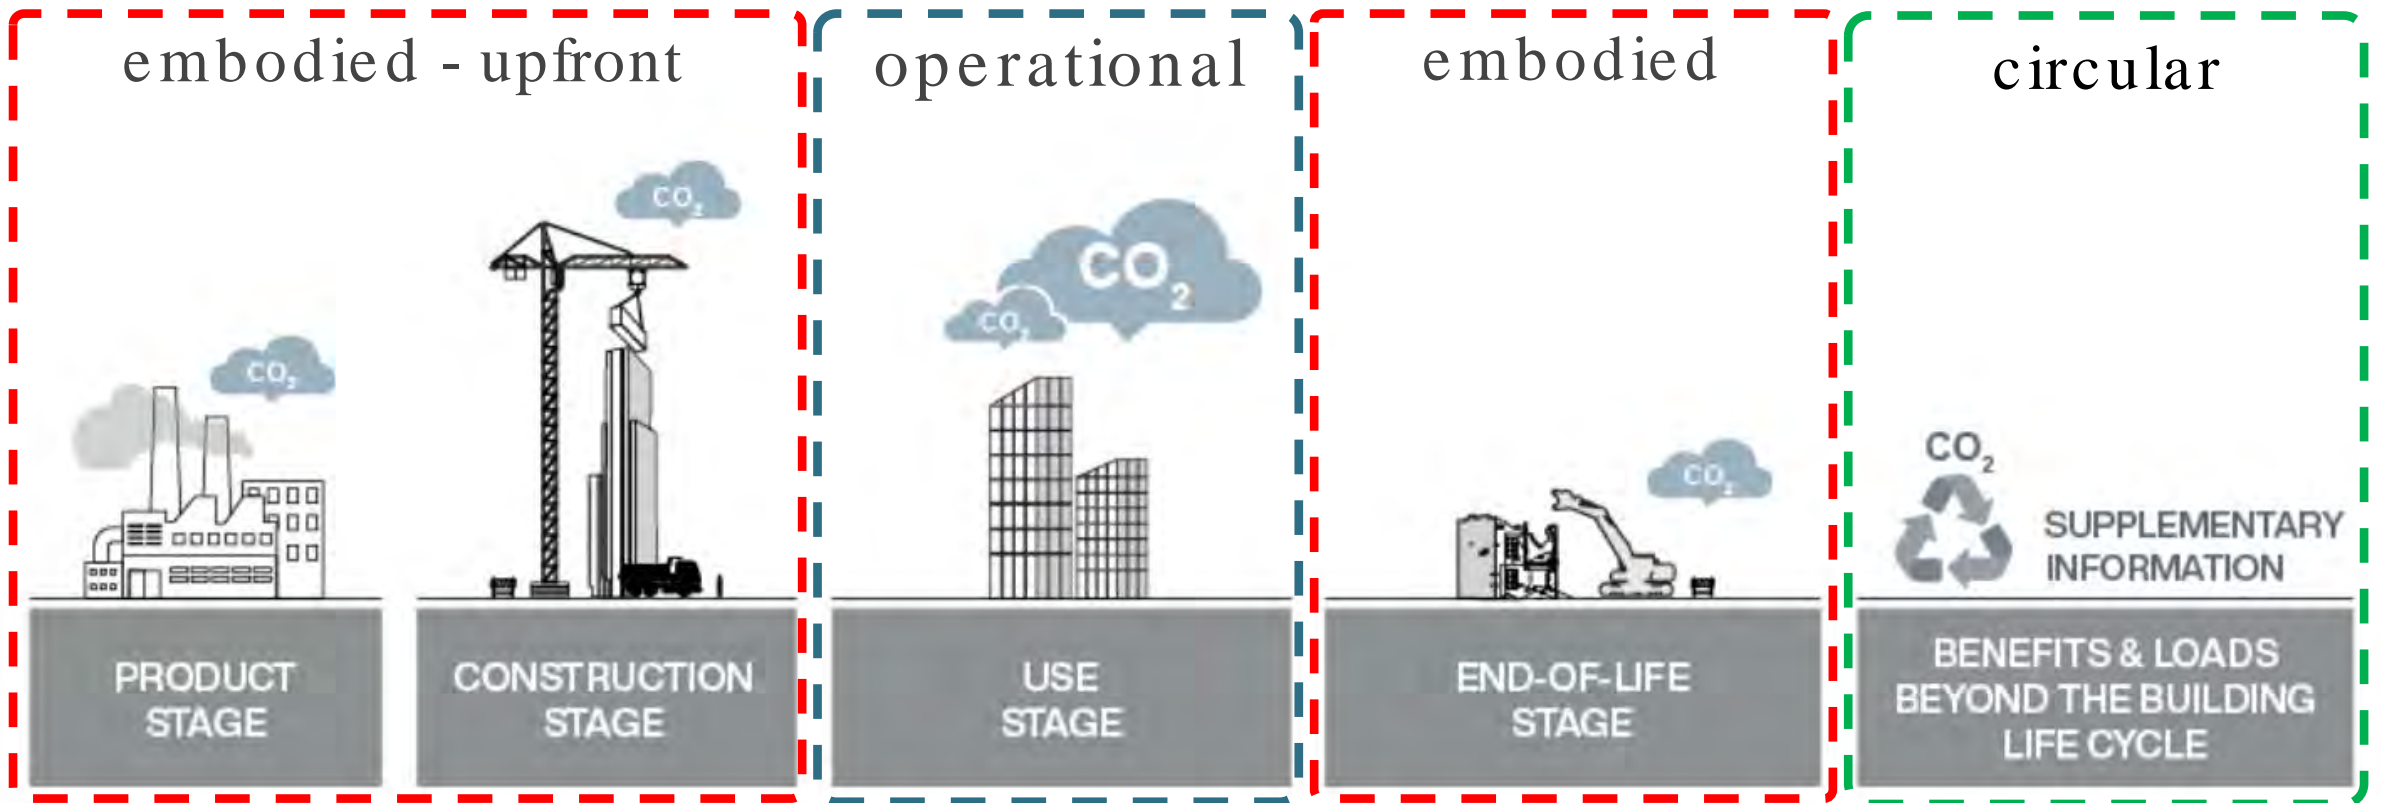 embodied - upfront
operational
embodied
circular
CO₂
CO₂
CO₂
CO₂
CO₂
CO₂
SUPPLEMENTARY
INFORMATION
PRODUCT
STAGE
CONSTRUCTION
STAGE
USE
STAGE
END-OF-LIFE
STAGE
BENEFITS & LOADS
BEYOND THE BUILDING
LIFE CYCLE